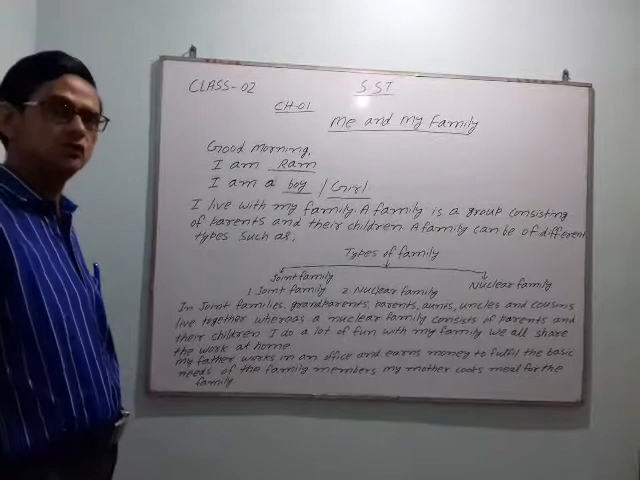 CLASS-02
SST
CH-01
Me and My Family
Good morning,
I am Ram
I am a boy / Girl
I live with my family. A family is a group consisting
of parents and their children. A family can be of different
types such as,
Types of family
Joint family
Nuclear family
1 Joint family 2 Nuclear family
In Joint families, grandparents, parents, aunts, uncles and cousins
live together whereas a nuclear family consists of parents and
their children I do a lot of fun with my family we all share
the work at home.
my father works in an office and earns money to fulfil the basic
needs of the family members my mother cooks meal for the
family